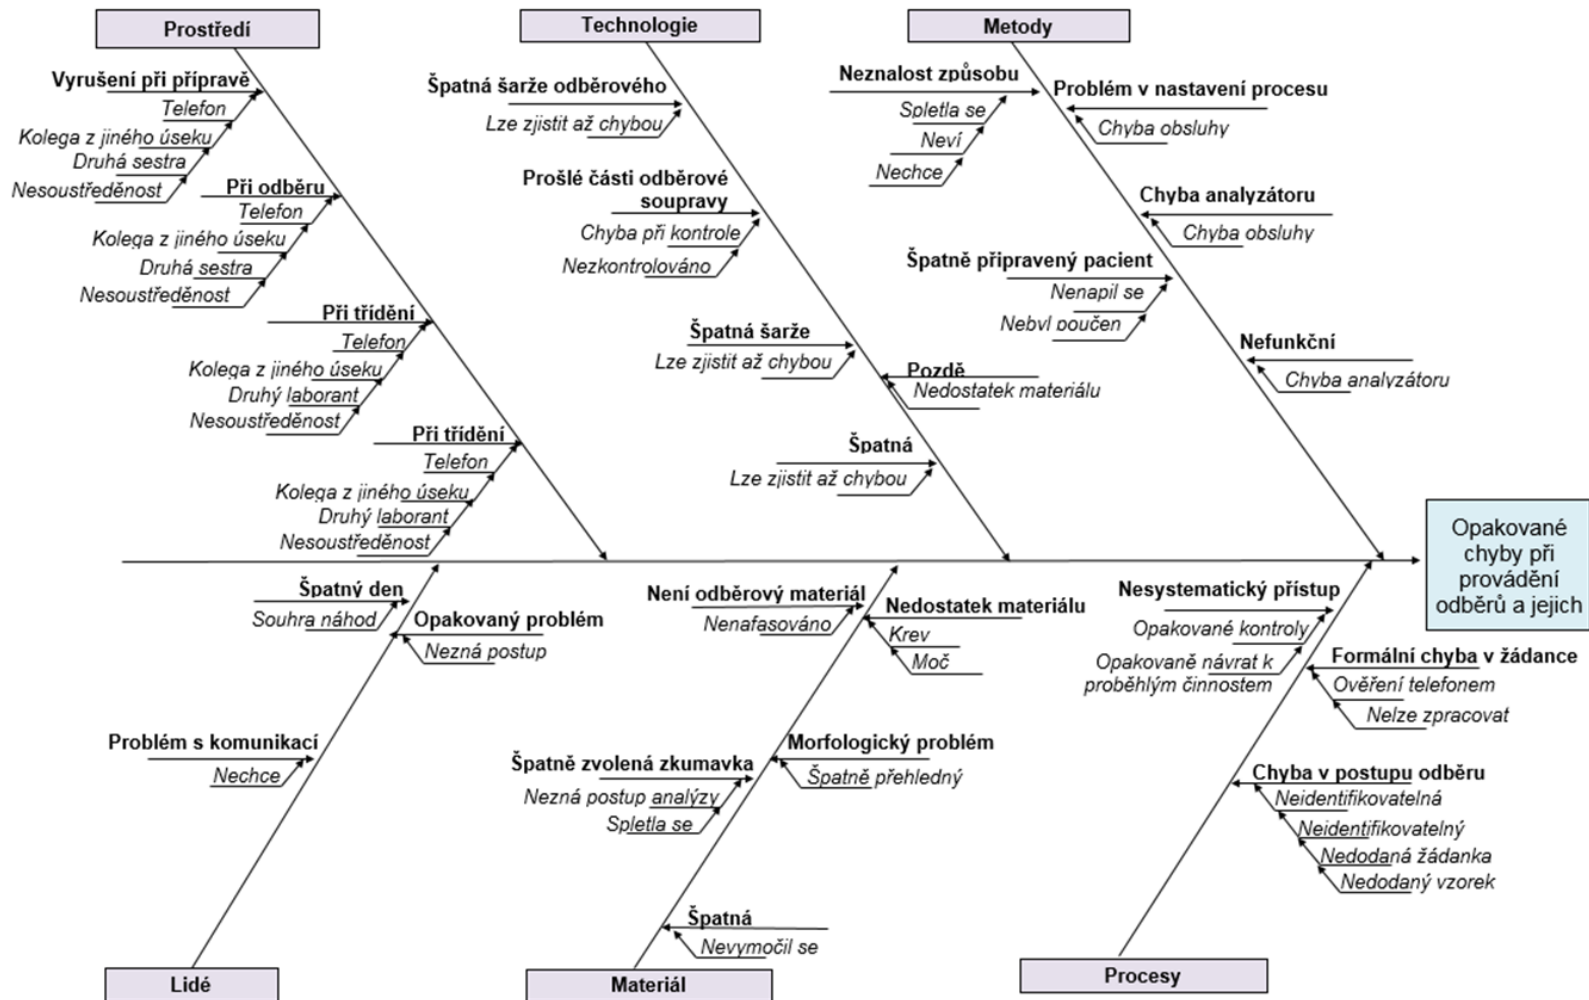 Prostředí
Vyrušení při přípravě
Telefon
Kolega z jiného úseku
Druhá sestra
Nesoustředěnost
Při odběru
Telefon
Kolega z jiného úseku
Druhá sestra
Nesoustředěnost
Při třídění
Telefon
Kolega z jiného úseku
Druhý laborant
Nesoustředěnost
Při třídění
Telefon
Kolega z jiného úseku
Druhý laborant
Nesoustředěnost
Technologie
Špatná šarže odběrového
Lze zjistit až chybou
Prošlé části odběrové
soupravy
Chyba při kontrole
Nezkontrolováno
Špatná šarže
Lze zjistit až chybou
Pozdě
Nedostatek materiálu
Špatná
Lze zjistit až chybou
Metody
Neznalost způsobu
Spletla se
Neví
Nechce
Problém v nastavení procesu
Chyba obsluhy
Chyba analyzátoru
Chyba obsluhy
Špatně připravený pacient
Nenapil se
Nebyl poučen
Nefunkční
Chyba analyzátoru
Opakované
chyby při
provádění
odběrů a jejich
Špatný den
Souhra náhod
Opakovaný problém
Nezná postup
Problém s komunikací
Nechce
Lidé
Není odběrový materiál
Nenafasováno
Nedostatek materiálu
Krev
Moč
Morfologický problém
Špatně přehledný
Špatně zvolená zkumavka
Nezná postup analýzy
Spletla se
Špatná
Nevymočil se
Materiál
Nesystematický přístup
Opakované kontroly
Opakovaně návrat k
proběhlým činnostem
Formální chyba v žádance
Ověření telefonem
Nelze zpracovat
Chyba v postupu odběru
Neidentifikovatelná
Neidentifikovatelný
Nedodaná žádanka
Nedodaný vzorek
Procesy